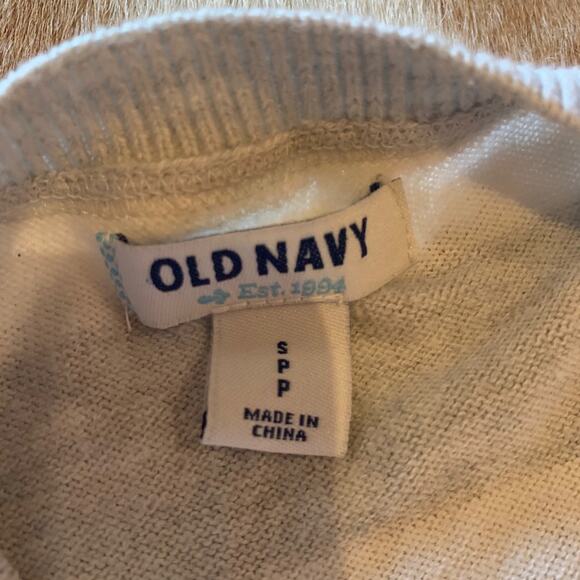 OLD NAVY
Est. 1994
S
P
P
MADE IN
CHINA